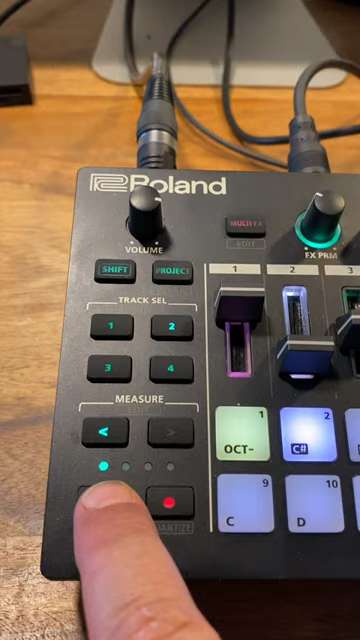 Roland
VOLUME
MULTI FX
EDIT
FX PRM
SHIFT
PROJECT
1
2
3
TRACK SEL
1
2
3
4
MEASURE
EDIT
<
>
1
OCT-
2
C#
9
C
10
D